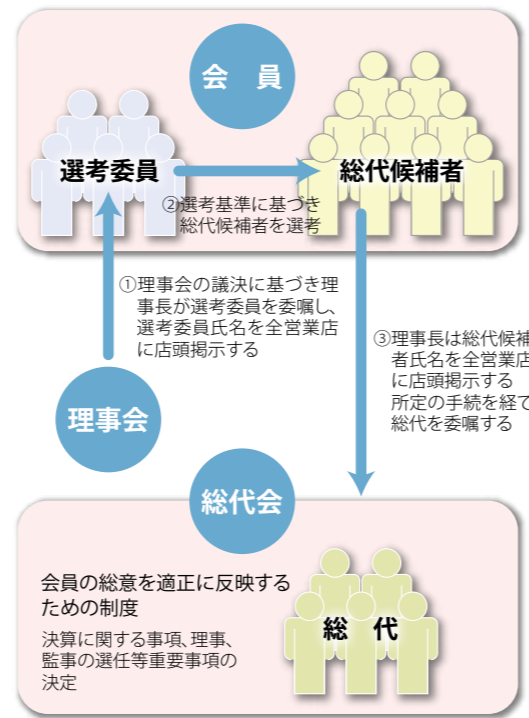 会 員
選考委員
総代候補者
②選考基準に基づき
総代候補者を選考
①理事会の議決に基づき理
事長が選考委員を委嘱し、
選考委員氏名を全営業店
に店頭掲示する
③理事長は総代候補
者氏名を全営業店
に店頭掲示する
所定の手続を経て
総代を委嘱する
理事会
総代会
会員の総意を適正に反映する
ための制度
決算に関する事項、理事、
監事の選任等重要事項の
決定
総 代